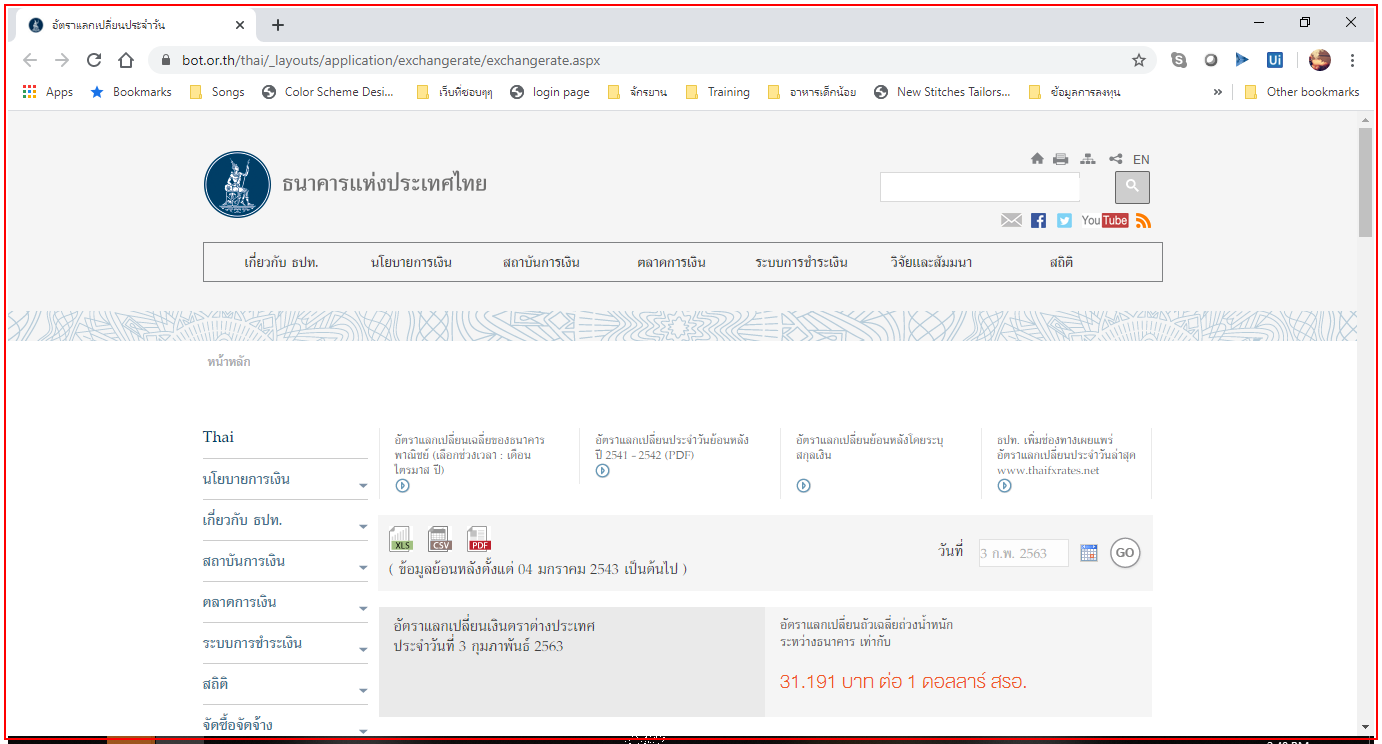 อัตราแลกเปลี่ยนประจำวัน
bot.or.th/thai/_layouts/application/exchangerate/exchangerate.aspx
Ui
Apps Bookmarks Songs Color Scheme Desi... เว็บที่ชอบๆๆ login page จักรยาน Training อาหารเด็กน้อย New Stitches Tailors... ข้อมูลการลงทุน » Other bookmarks
EN
ธนาคารแห่งประเทศไทย
You Tube
เกี่ยวกับ ธปท. นโยบายการเงิน สถาบันการเงิน ตลาดการเงิน ระบบการชำระเงิน วิจัยและสัมมนา สถิติ
หน้าหลัก
Thai
นโยบายการเงิน
เกี่ยวกับ ธปท.
สถาบันการเงิน
ตลาดการเงิน
ระบบการชำระเงิน
สถิติ
จัดซื้อจัดจ้าง
อัตราแลกเปลี่ยนเฉลี่ยของธนาคาร
พาณิชย์ (เลือกช่วงเวลา : เดือน
ไตรมาส ปี)
อัตราแลกเปลี่ยนประจำวันย้อนหลัง
ปี 2541 - 2542 (PDF)
อัตราแลกเปลี่ยนย้อนหลังโดยระบุ
สกุลเงิน
ธปท. เพิ่มช่องทางเผยแพร่
อัตราแลกเปลี่ยนประจำวันล่าสุด
www.thaifxrates.net
XLS CSV PDF
( ข้อมูลย้อนหลังตั้งแต่ 04 มกราคม 2543 เป็นต้นไป )
วันที่ 3 ก.พ. 2563 GO
อัตราแลกเปลี่ยนเงินตราต่างประเทศ
ประจำวันที่ 3 กุมภาพันธ์ 2563
อัตราแลกเปลี่ยนถัวเฉลี่ยถ่วงน้ำหนัก
ระหว่างธนาคาร เท่ากับ
31.191 บาท ต่อ 1 ดอลลาร์ สรอ.